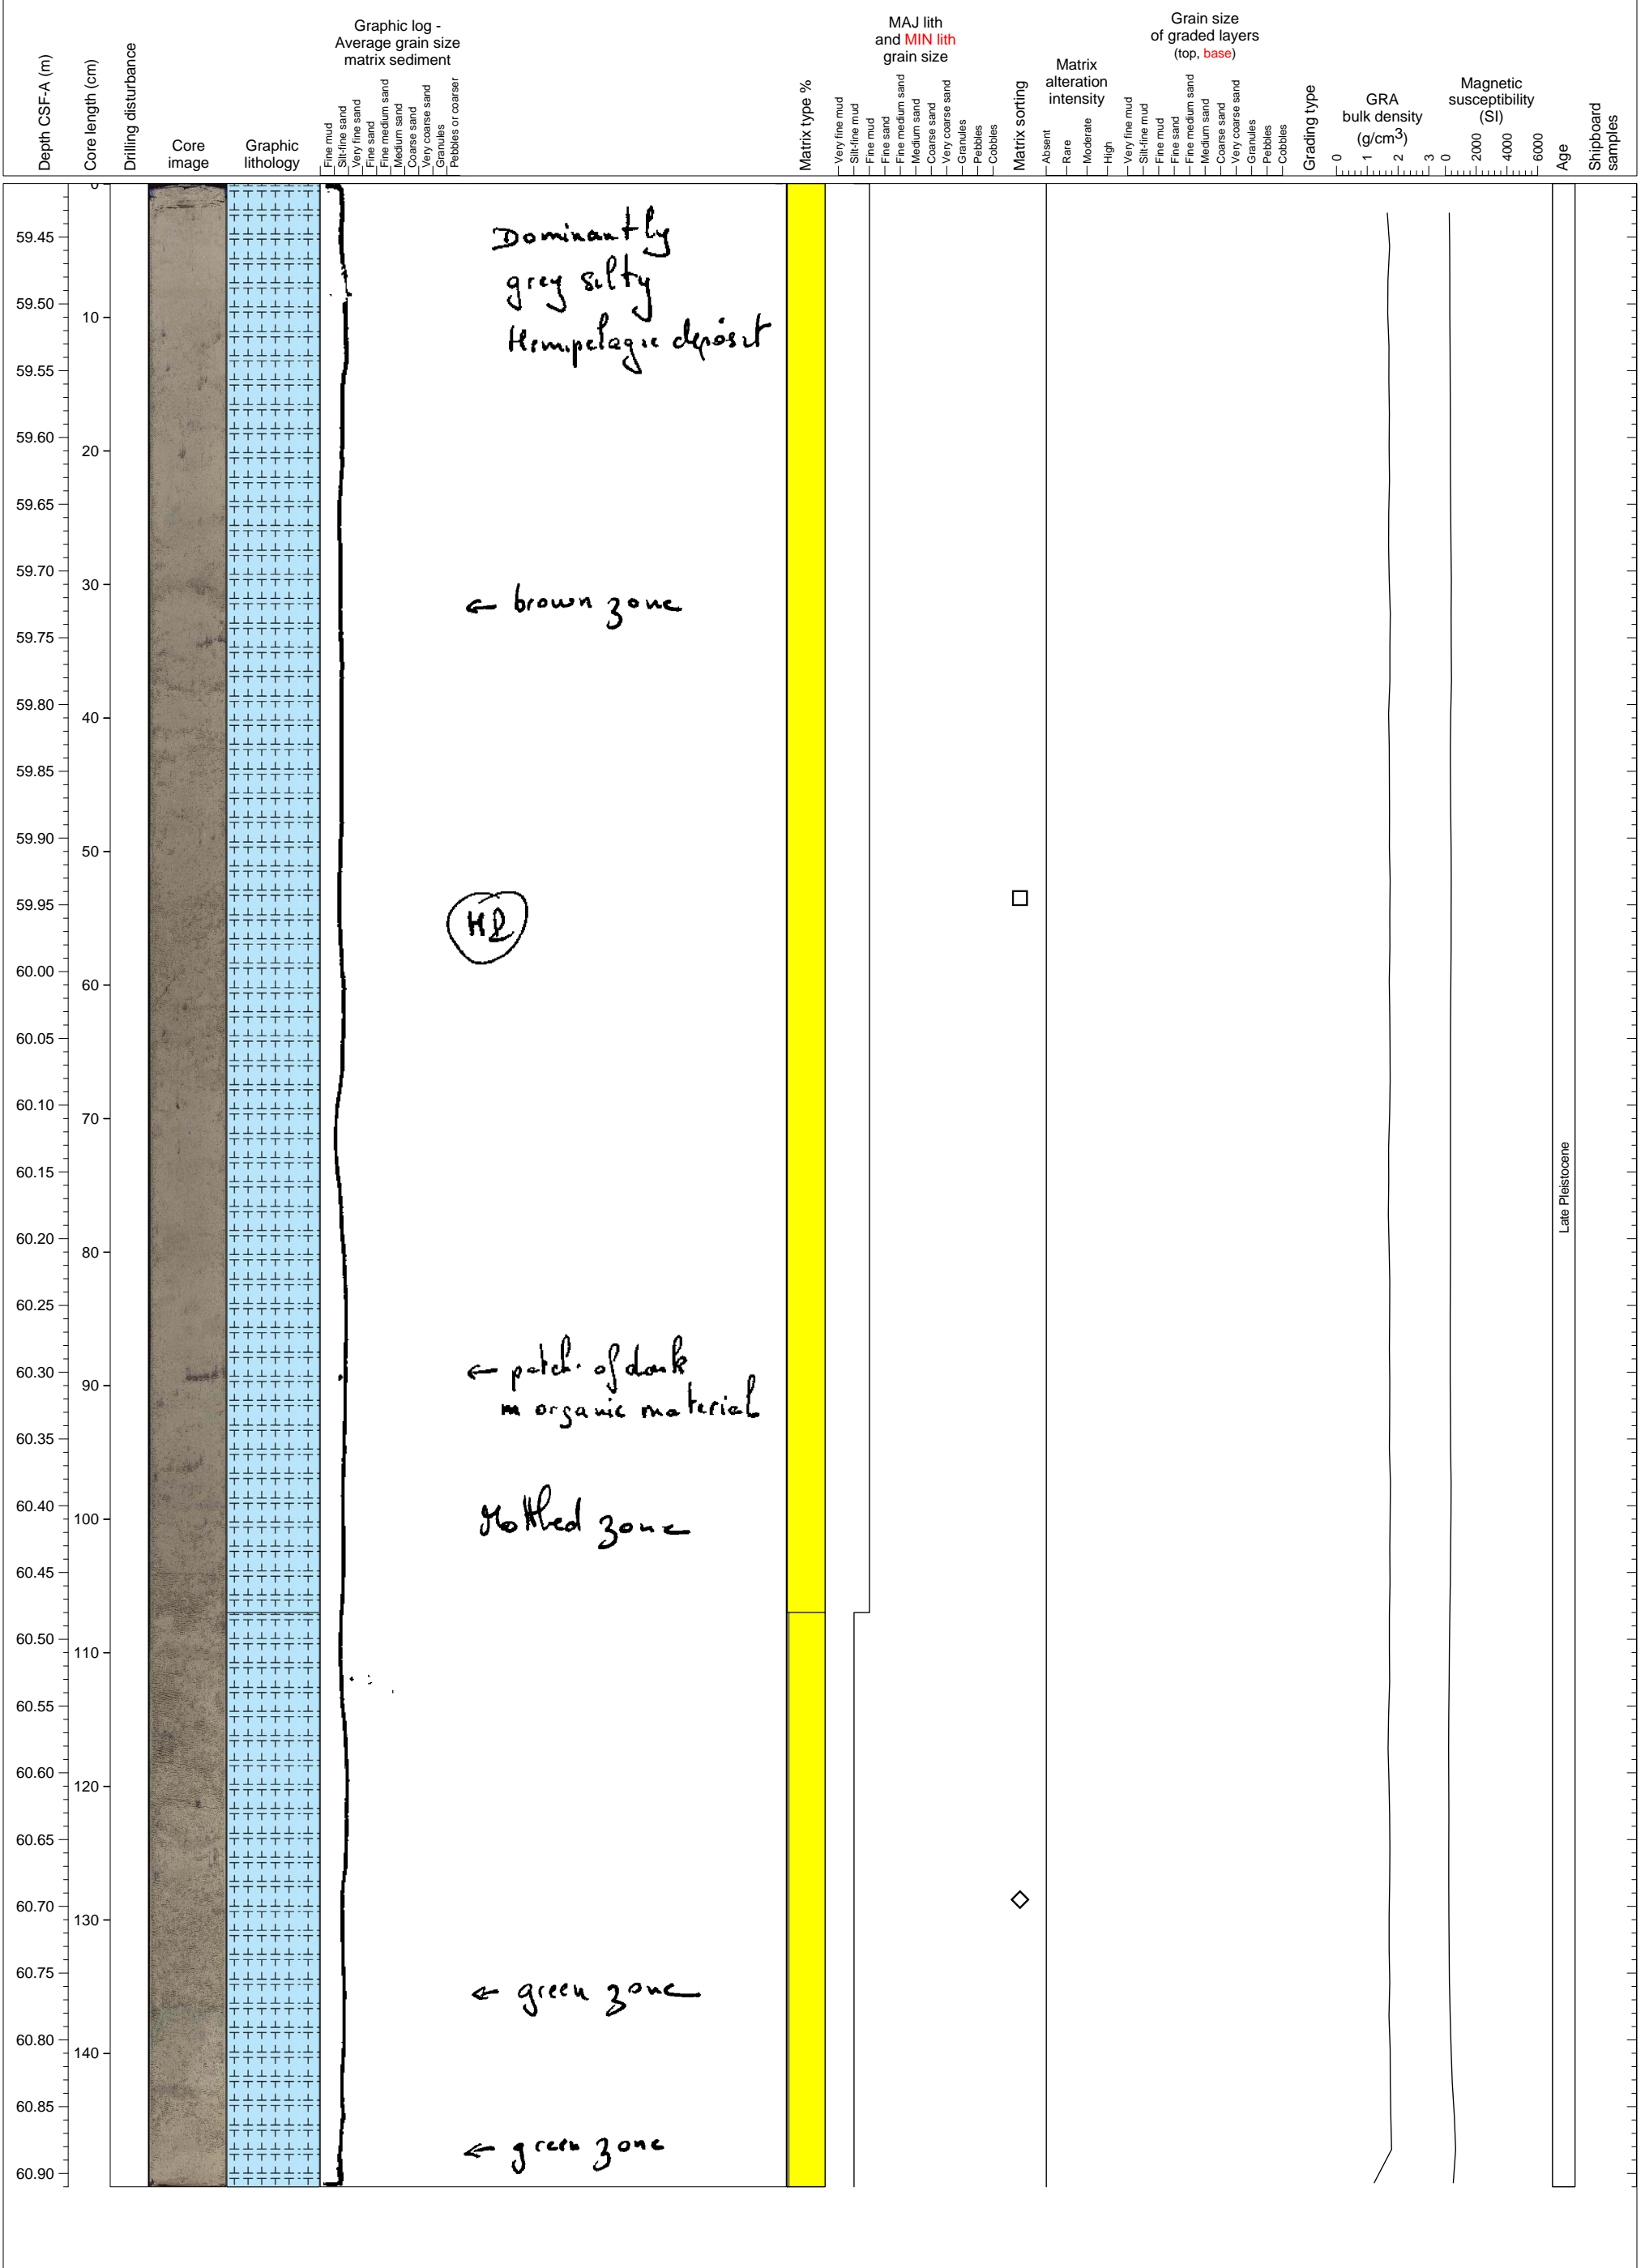 Depth CSF-A (m)
Core length (cm)
Drilling disturbance
Core
image
Graphic
lithology
Graphic log -
Average grain size
matrix sediment
Fine mud
Silt-fine sand
Very fine sand
Fine sand
Fine medium sand
Medium sand
Coarse sand
Very coarse sand
Granules
Pebbles or coarser
Matrix type %
MAJ lith
and MIN lith
grain size
Very fine mud
Silt-fine mud
Fine mud
Fine sand
Fine medium sand
Medium sand
Coarse sand
Very coarse sand
Granules
Pebbles
Cobbles
Matrix sorting
Matrix
alteration
intensity
Absent
Rare
Moderate
High
Grain size
of graded layers
(top, base)
Very fine mud
Silt-fine mud
Fine mud
Fine sand
Fine medium sand
Medium sand
Coarse sand
Very coarse sand
Granules
Pebbles
Cobbles
Grading type
GRA
bulk density
(g/cm3)
0 1 2 3
Magnetic
susceptibility
(SI)
0 2000 4000 6000
Age
Shipboard
samples
0
59.45
59.50
10
59.55
59.60
20
59.65
59.70
30
59.75
59.80
40
59.85
59.90
50
59.95
60.00
60
60.05
60.10
70
60.15
60.20
80
60.25
60.30
90
60.35
60.40
100
60.45
60.50
110
60.55
60.60
120
60.65
60.70
130
60.75
60.80
140
60.85
60.90
Dominantly
grey silty
Hemipelagic deposit
← brown zone
← patch of dark
organic material
Mottled zone
← green zone
← green zone
Late Pleistocene